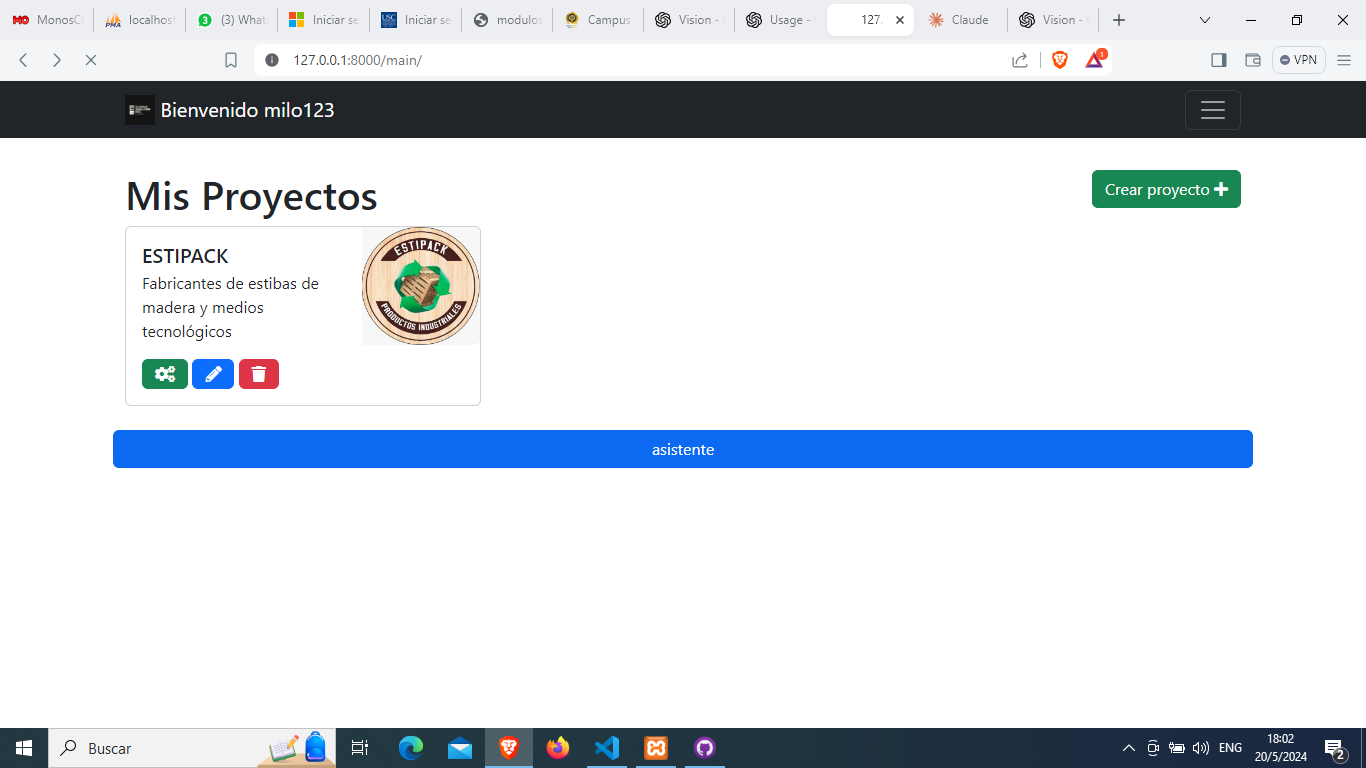 MonosCh
localhost
(3) What
Iniciar se
Iniciar se
modulos
Campus
Vision -
Usage -
127.
Claude
Vision -
127.0.0.1:8000/main/
1
VPN
Bienvenido milo123
Mis Proyectos
Crear proyecto
ESTIPACK
Fabricantes de estibas de
madera y medios
tecnológicos
ESTIPACK
PRODUCTOS INDUSTRIALES
asistente
Buscar
ENG
18:02
20/5/2024
2